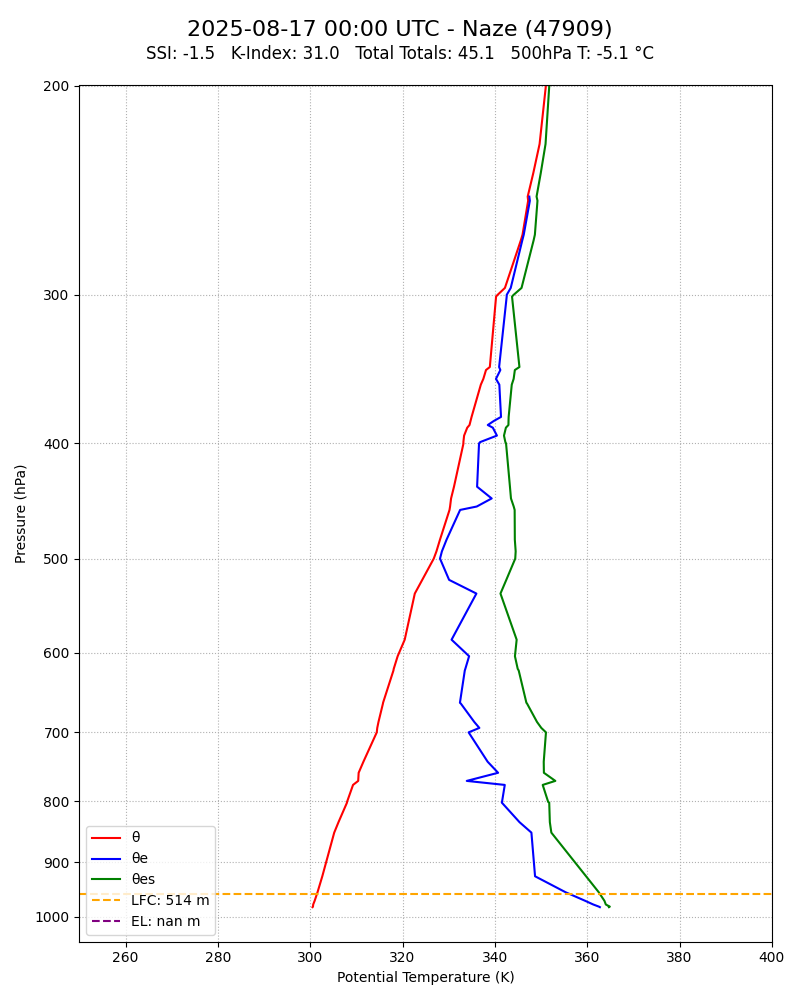 2025-08-17 00:00 UTC - Naze (47909)
SSI: -1.5   K-Index: 31.0   Total Totals: 45.1   500hPa T: -5.1 °C
200
300
400
500
600
700
800
900
1000
Pressure (hPa)
θ
θe
θes
LFC: 514 m
EL: nan m
260 280 300 320 340 360 380 400
Potential Temperature (K)